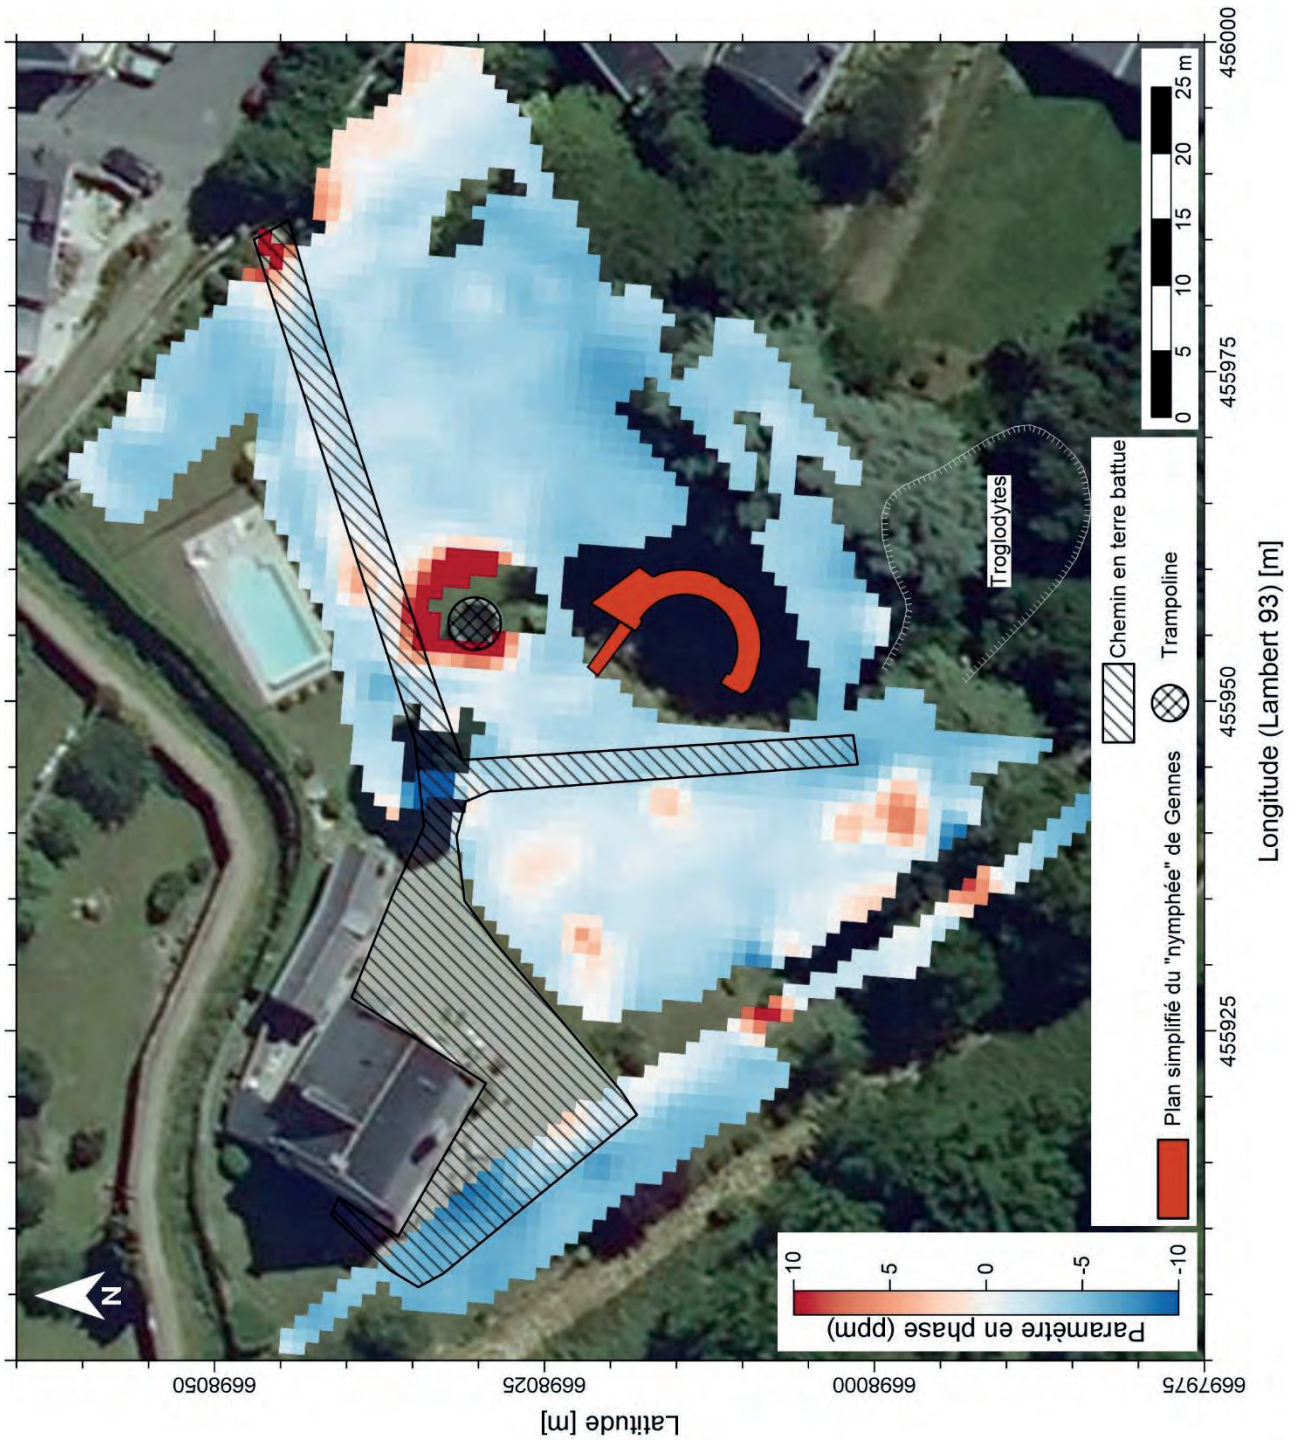 N
Latitude [m]
6698050
6698025
6698000
6697975
Longitude (Lambert 93) [m]
455925
455950
455975
456000
Paramètre en phase (ppm)
10
5
0
-5
-10
Troglodytes
Plan simplifié du "nymphée" de Gennes
Chemin en terre battue
Trampoline
0 5 10 15 20 25 m